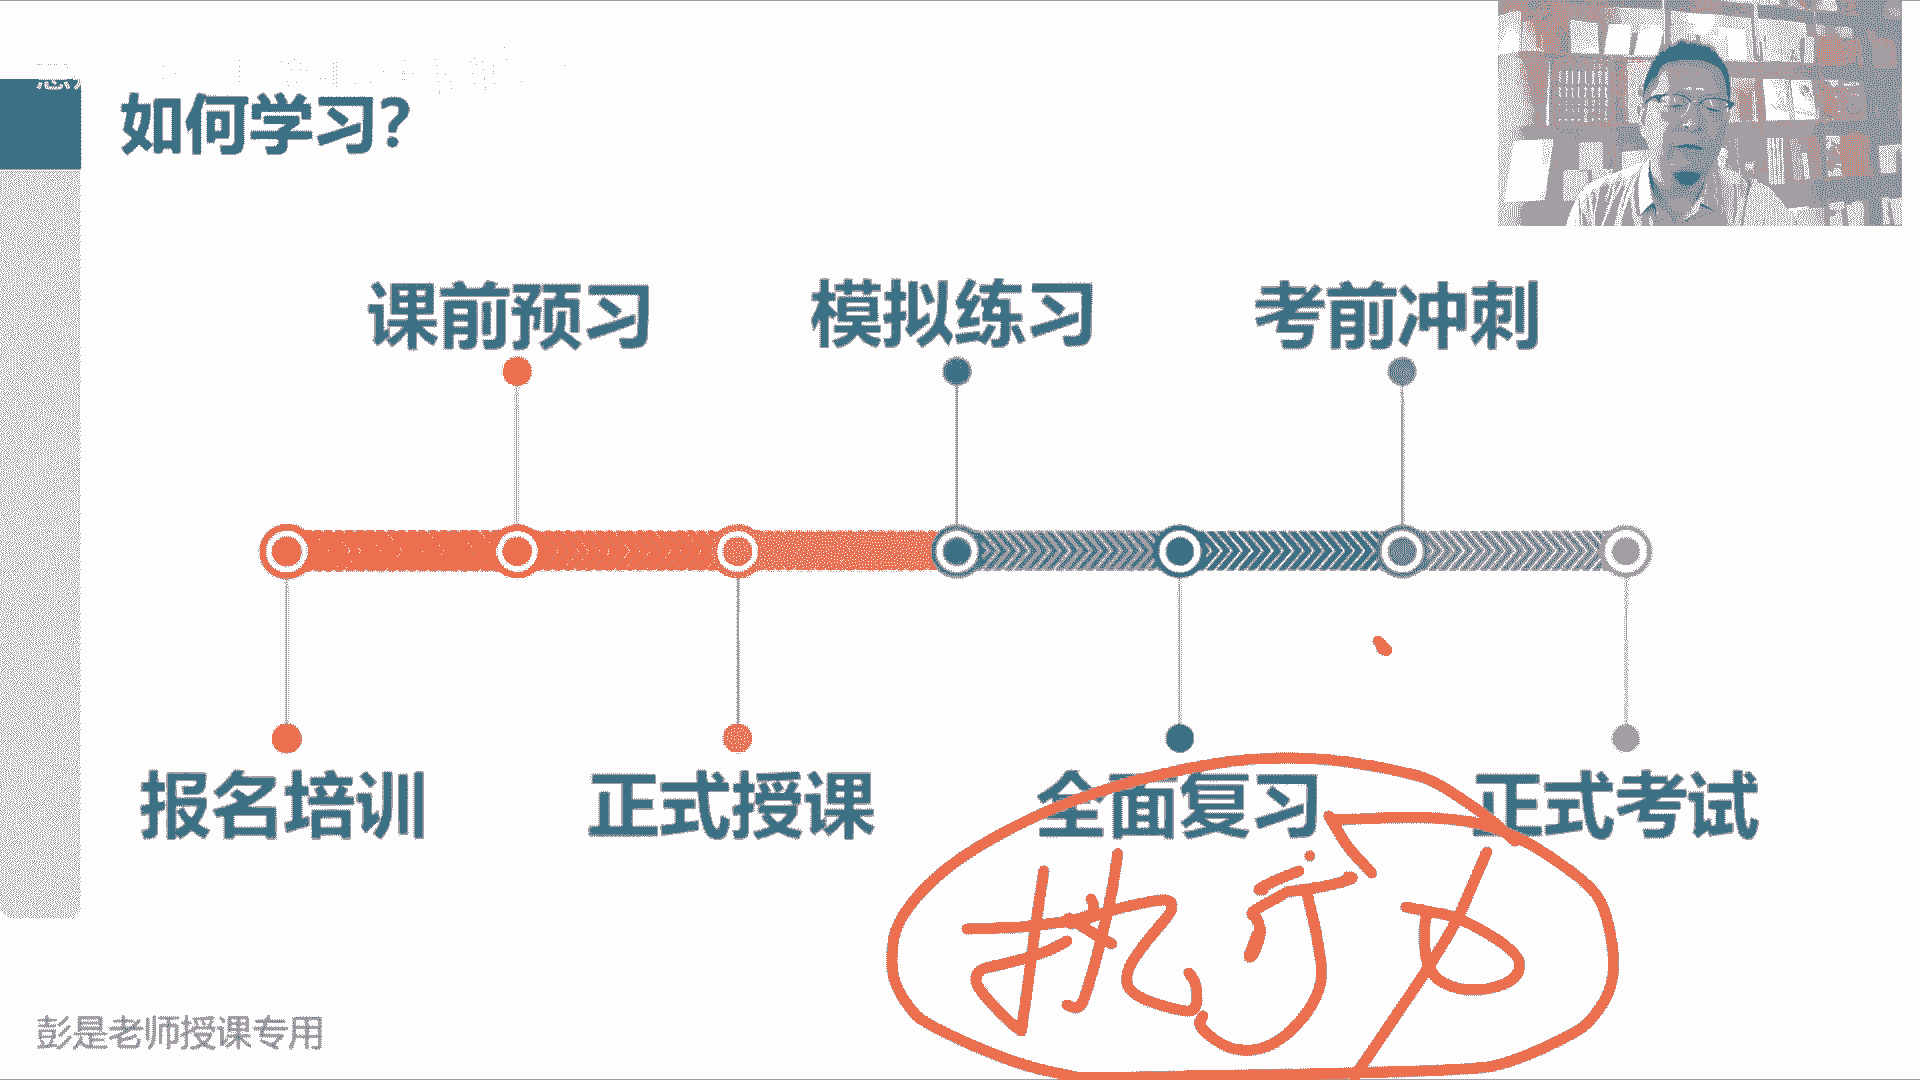 如何学习?
课前预习
模拟练习
考前冲刺
报名培训
正式授课
全面复习
正式考试
执行力
彭是老师授课专用